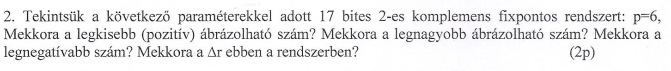 2. Tekintsük a következő paraméterekkel adott 17 bites 2-es komplemens fixpontos rendszert: p=6,
Mekkora a legkisebb (pozitív) ábrázolható szám? Mekkora a legnagyobb ábrázolható szám? Mekkora a
legnegatívabb szám? Mekkora a Δr ebben a rendszerben? (2p)